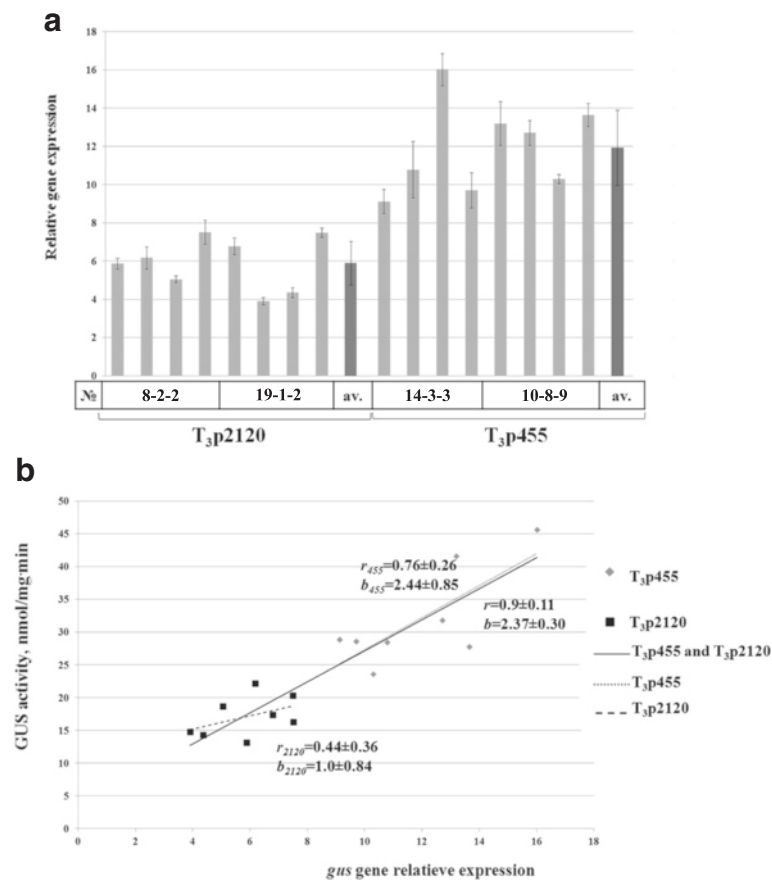 a
18
16
14
12
10
8
6
4
2
0
Relative gene expression
№ 8-2-2 19-1-2 av. 14-3-3 10-8-9 av.
T₃p2120 T₃p455
b
50
45
40
35
30
25
20
15
10
5
0
GUS activity, nmol/mg·min
r₄₅₅=0.76±0.26
b₄₅₅=2.44±0.85
r=0.9±0.11
b=2.37±0.30
r₂₁₂₀=0.44±0.36
b₂₁₂₀=1.0±0.84
T₃p455
T₃p2120
T₃p455 and T₃p2120
T₃p455
T₃p2120
0 2 4 6 8 10 12 14 16 18
gus gene relatieve expression